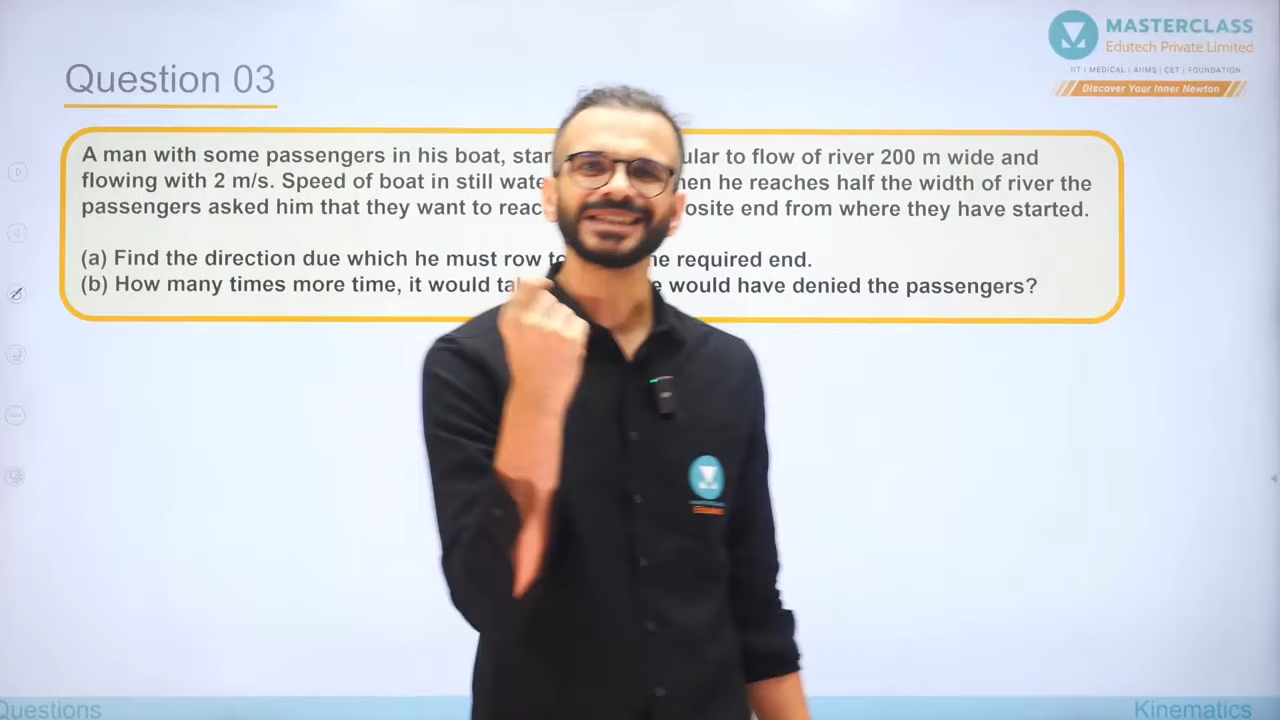 MASTERCLASS
Edutech Private Limited
IIT | MEDICAL | AIIMS | CET | FOUNDATION
Discover Your Inner Newton
Question 03
A man with some passengers in his boat, star ular to flow of river 200 m wide and
flowing with 2 m/s. Speed of boat in still wate hen he reaches half the width of river the
passengers asked him that they want to reac osite end from where they have started.
(a) Find the direction due which he must row to he required end.
(b) How many times more time, it would ta e would have denied the passengers?
Questions
Kinematics